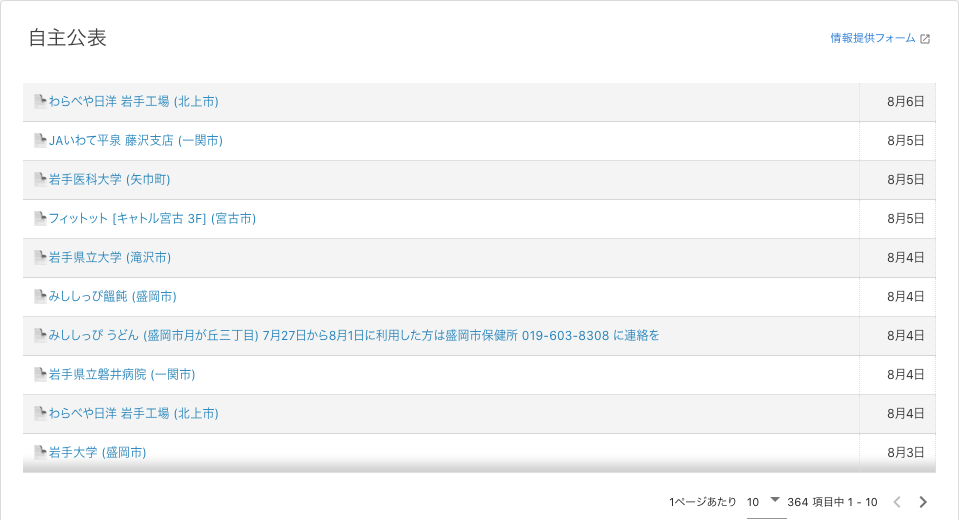 自主公表
情報提供フォーム
わらべや日洋 岩手工場 (北上市) 8月6日
JAいわて平泉 藤沢支店 (一関市) 8月5日
岩手医科大学 (矢巾町) 8月5日
フィットット [キャトル宮古 3F] (宮古市) 8月5日
岩手県立大学 (滝沢市) 8月4日
みししっぴ饂飩 (盛岡市) 8月4日
みししっぴ うどん (盛岡市月が丘三丁目) 7月27日から8月1日に利用した方は盛岡市保健所 019-603-8308 に連絡を 8月4日
岩手県立磐井病院 (一関市) 8月4日
わらべや日洋 岩手工場 (北上市) 8月4日
岩手大学 (盛岡市) 8月3日
1ページあたり 10 364 項目中 1 - 10